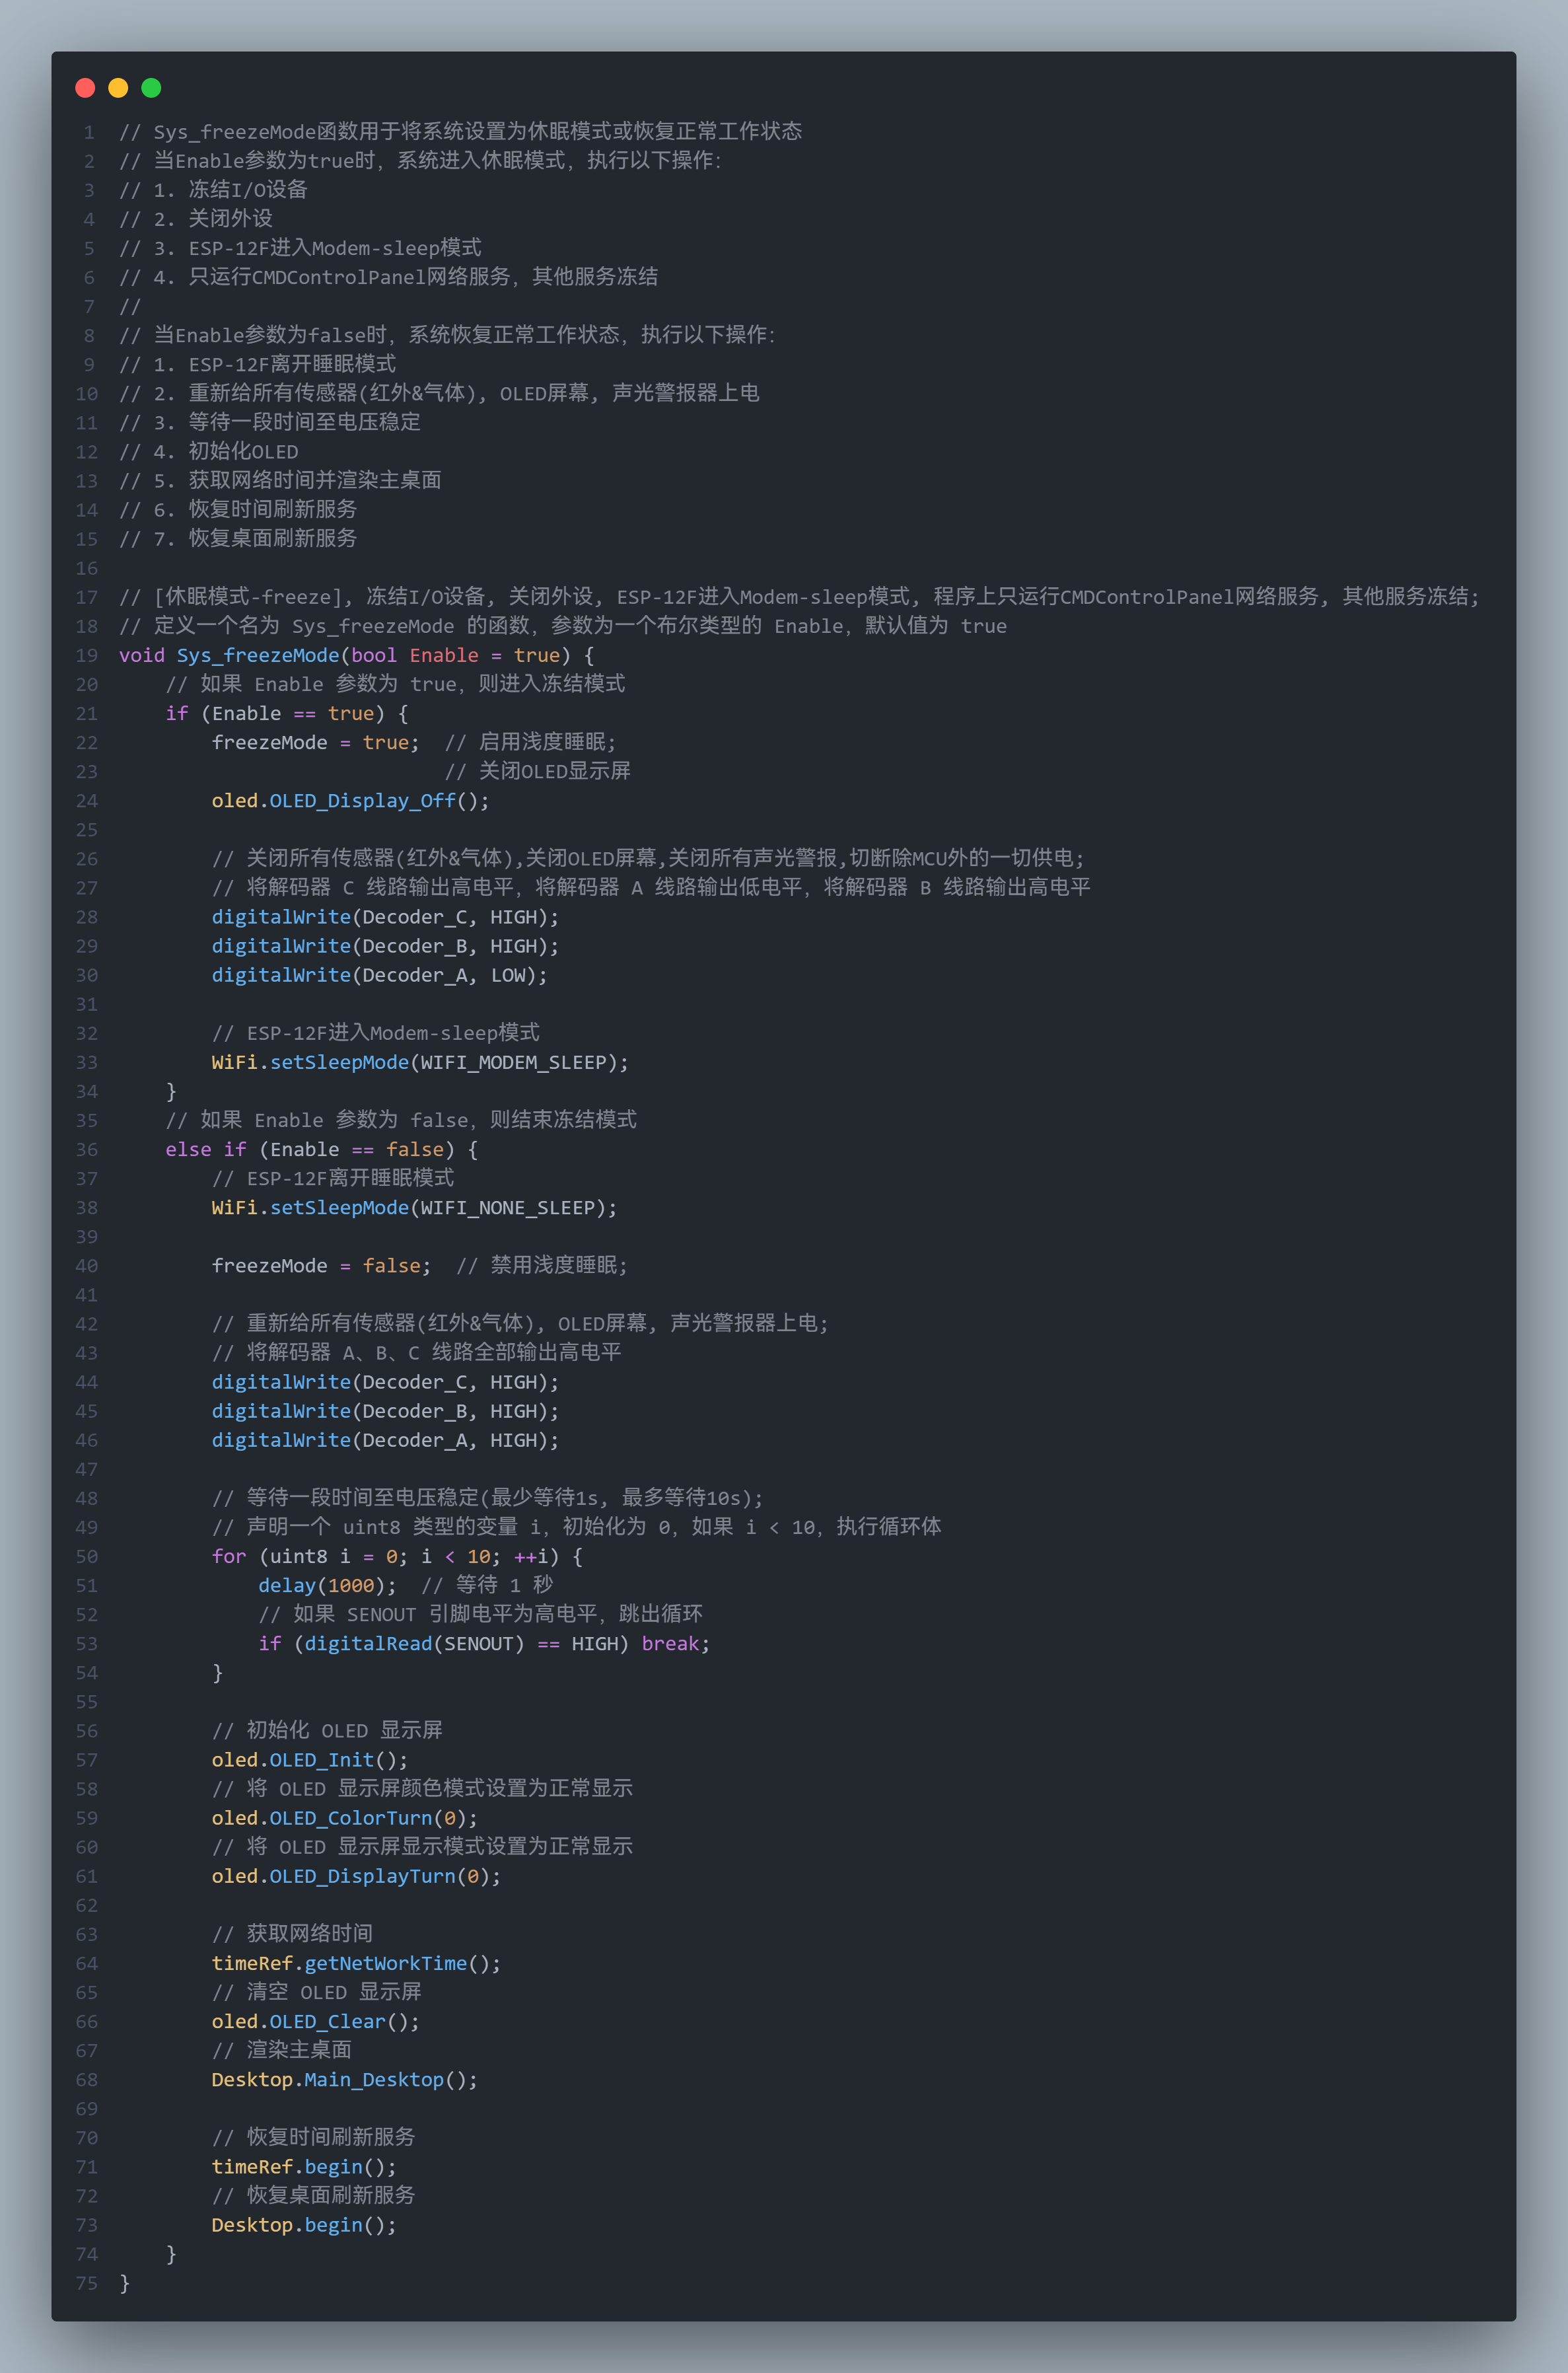 1 // Sys_freezeMode函数用于将系统设置为休眠模式或恢复正常工作状态
2 // 当Enable参数为true时，系统进入休眠模式，执行以下操作：
3 // 1. 冻结I/O设备
4 // 2. 关闭外设
5 // 3. ESP-12F进入Modem-sleep模式
6 // 4. 只运行CMDControlPanel网络服务，其他服务冻结
7 //
8 // 当Enable参数为false时，系统恢复正常工作状态，执行以下操作：
9 // 1. ESP-12F离开睡眠模式
10 // 2. 重新给所有传感器(红外&气体), OLED屏幕, 声光警报器上电
11 // 3. 等待一段时间至电压稳定
12 // 4. 初始化OLED
13 // 5. 获取网络时间并渲染主桌面
14 // 6. 恢复时间刷新服务
15 // 7. 恢复桌面刷新服务
16
17 // [休眠模式-freeze], 冻结I/O设备, 关闭外设, ESP-12F进入Modem-sleep模式, 程序上只运行CMDControlPanel网络服务, 其他服务冻结;
18 // 定义一个名为 Sys_freezeMode 的函数，参数为一个布尔类型的 Enable，默认值为 true
19 void Sys_freezeMode(bool Enable = true) {
20     // 如果 Enable 参数为 true，则进入冻结模式
21     if (Enable == true) {
22         freezeMode = true;  // 启用浅度睡眠;
23                             // 关闭OLED显示屏
24         oled.OLED_Display_Off();
25
26         // 关闭所有传感器(红外&气体),关闭OLED屏幕,关闭所有声光警报,切断除MCU外的一切供电;
27         // 将解码器 C 线路输出高电平，将解码器 A 线路输出低电平，将解码器 B 线路输出高电平
28         digitalWrite(Decoder_C, HIGH);
29         digitalWrite(Decoder_B, HIGH);
30         digitalWrite(Decoder_A, LOW);
31
32         // ESP-12F进入Modem-sleep模式
33         WiFi.setSleepMode(WIFI_MODEM_SLEEP);
34     }
35     // 如果 Enable 参数为 false，则结束冻结模式
36     else if (Enable == false) {
37         // ESP-12F离开睡眠模式
38         WiFi.setSleepMode(WIFI_NONE_SLEEP);
39
40         freezeMode = false;  // 禁用浅度睡眠;
41
42         // 重新给所有传感器(红外&气体), OLED屏幕, 声光警报器上电;
43         // 将解码器 A、B、C 线路全部输出高电平
44         digitalWrite(Decoder_C, HIGH);
45         digitalWrite(Decoder_B, HIGH);
46         digitalWrite(Decoder_A, HIGH);
47
48         // 等待一段时间至电压稳定(最少等待1s, 最多等待10s);
49         // 声明一个 uint8 类型的变量 i，初始化为 0，如果 i < 10，执行循环体
50         for (uint8 i = 0; i < 10; ++i) {
51             delay(1000);  // 等待 1 秒
52             // 如果 SENOUT 引脚电平为高电平，跳出循环
53             if (digitalRead(SENOUT) == HIGH) break;
54         }
55
56         // 初始化 OLED 显示屏
57         oled.OLED_Init();
58         // 将 OLED 显示屏颜色模式设置为正常显示
59         oled.OLED_ColorTurn(0);
60         // 将 OLED 显示屏显示模式设置为正常显示
61         oled.OLED_DisplayTurn(0);
62
63         // 获取网络时间
64         timeRef.getNetWorkTime();
65         // 清空 OLED 显示屏
66         oled.OLED_Clear();
67         // 渲染主桌面
68         Desktop.Main_Desktop();
69
70         // 恢复时间刷新服务
71         timeRef.begin();
72         // 恢复桌面刷新服务
73         Desktop.begin();
74     }
75 }